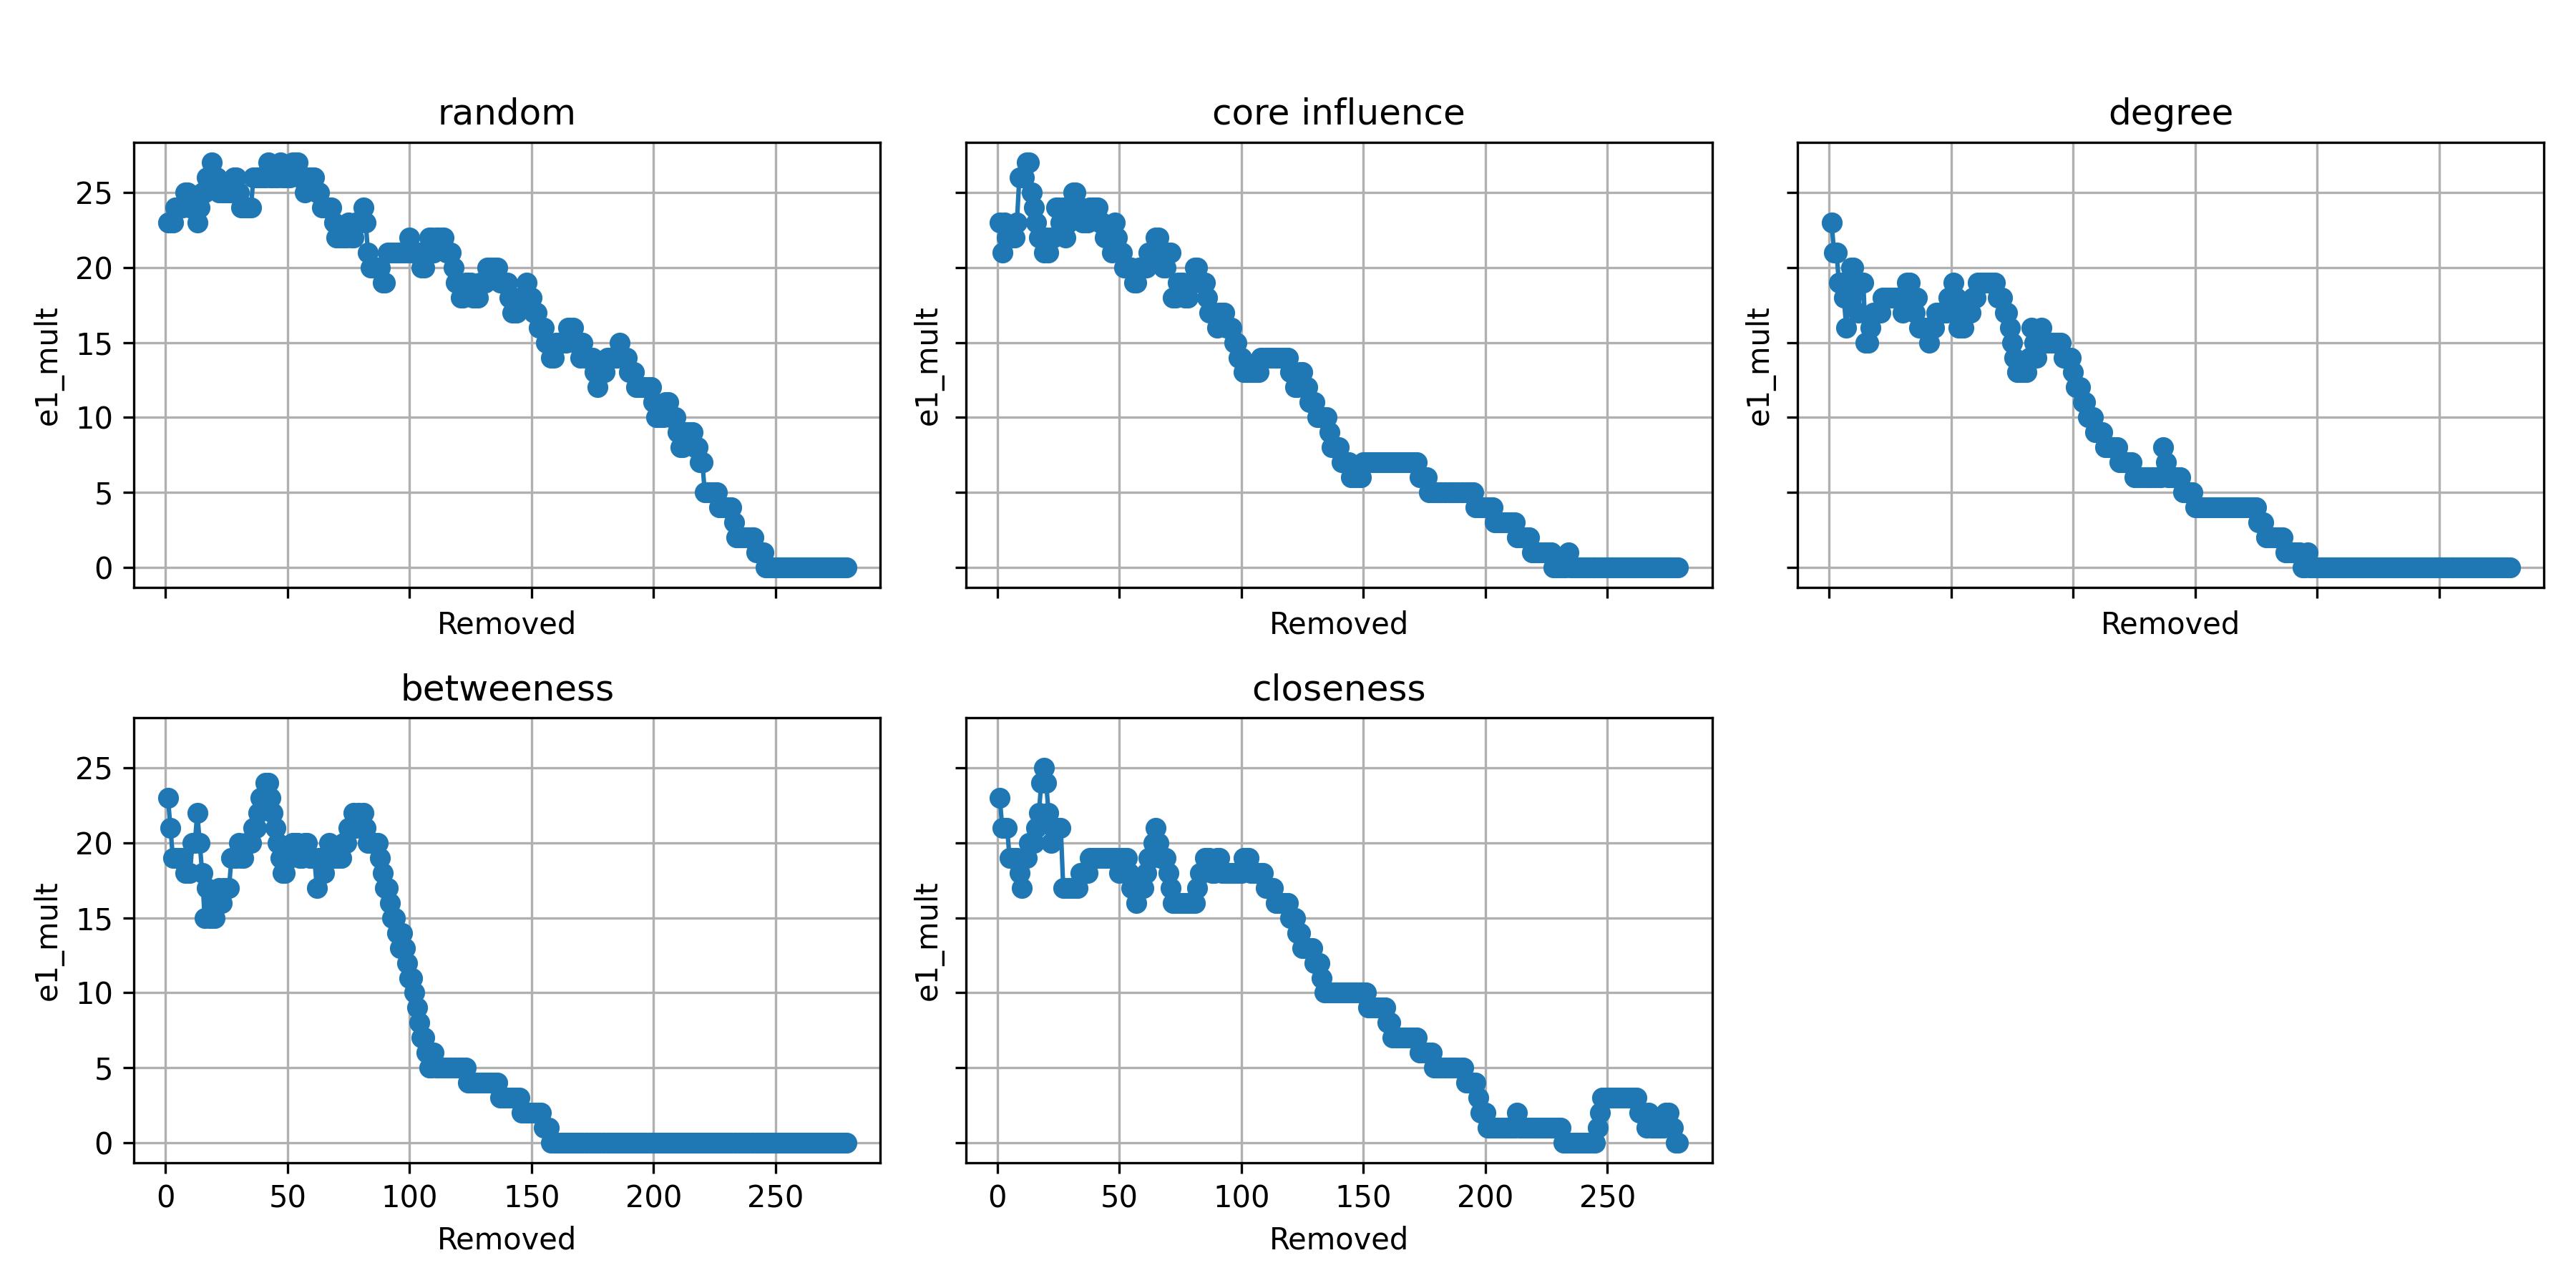 random
core influence
degree
25
20
15
10
5
0
e1_mult
e1_mult
e1_mult
Removed
Removed
Removed
betweeness
closeness
25
20
15
10
5
0
e1_mult
e1_mult
0 50 100 150 200 250
0 50 100 150 200 250
Removed
Removed